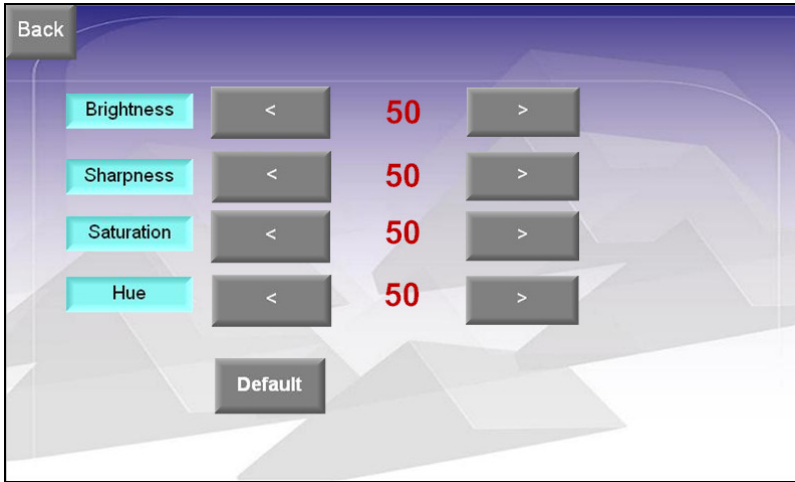 Back
Brightness < 50 >
Sharpness < 50 >
Saturation < 50 >
Hue < 50 >
Default